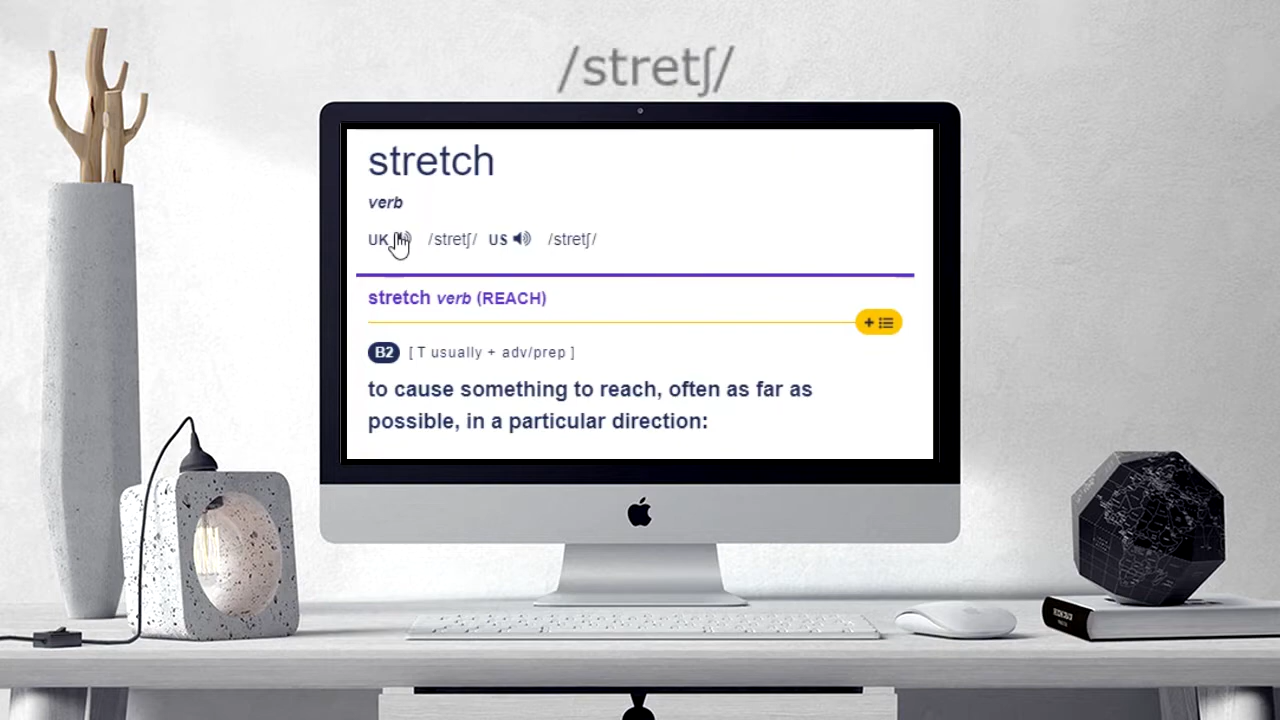 /stretʃ/
stretch
verb
UK /stretʃ/ US /stretʃ/
stretch verb (REACH)
B2 [ T usually + adv/prep ]
to cause something to reach, often as far as
possible, in a particular direction: